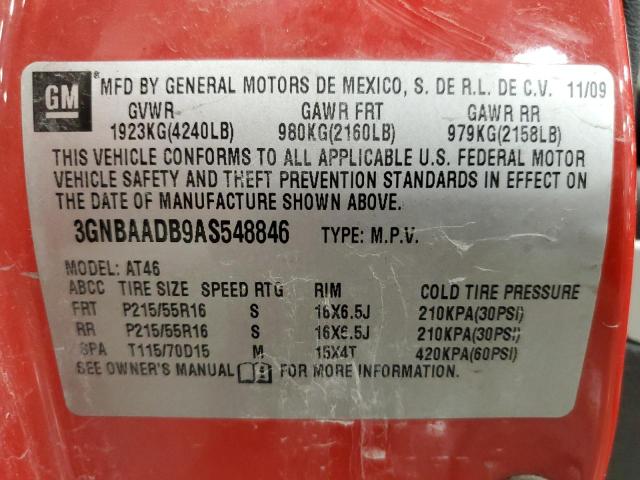 GM ® MFD BY GENERAL MOTORS DE MEXICO, S. DE R.L. DE C.V. 11/09
GVWR GAWR FRT GAWR RR
1923KG(4240LB) 980KG(2160LB) 979KG(2158LB)
THIS VEHICLE CONFORMS TO ALL APPLICABLE U.S. FEDERAL MOTOR
VEHICLE SAFETY AND THEFT PREVENTION STANDARDS IN EFFECT ON
THE DATE OF MANUFACTURE SHOWN ABOVE.
3GNBAADB9AS548846 TYPE: M.P.V.
MODEL: AT46
ABCC TIRE SIZE SPEED RTG RIM COLD TIRE PRESSURE
FRT P215/55R16 S 16X6.5J 210KPA(30PSI)
RR P215/55R16 S 16X6.5J 210KPA(30PSI)
SPA T115/70D15 M 15X4T 420KPA(60PSI)
SEE OWNER'S MANUAL FOR MORE INFORMATION.